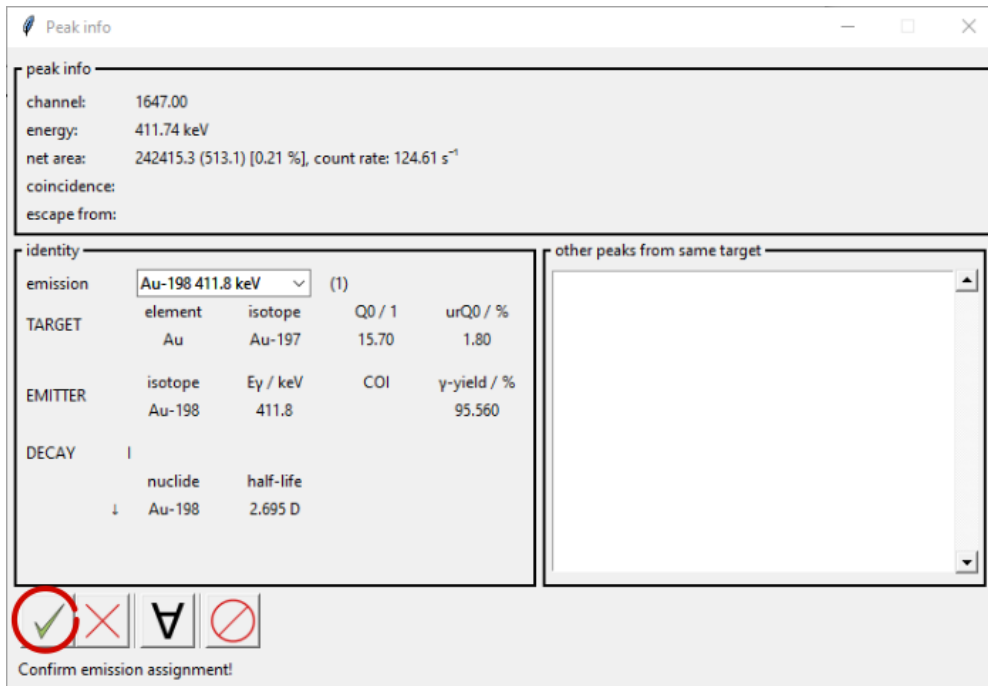 Peak info
peak info
channel: 1647.00
energy: 411.74 keV
net area: 242415.3 (513.1) [0.21 %], count rate: 124.61 s⁻¹
coincidence:
escape from:
identity
emission Au-198 411.8 keV (1)
element isotope Q0 / 1 urQ0 / %
TARGET
Au Au-197 15.70 1.80
isotope Eγ / keV COI γ-yield / %
EMITTER
Au-198 411.8 95.560
DECAY I
nuclide half-life
↓ Au-198 2.695 D
other peaks from same target
∀
Confirm emission assignment!